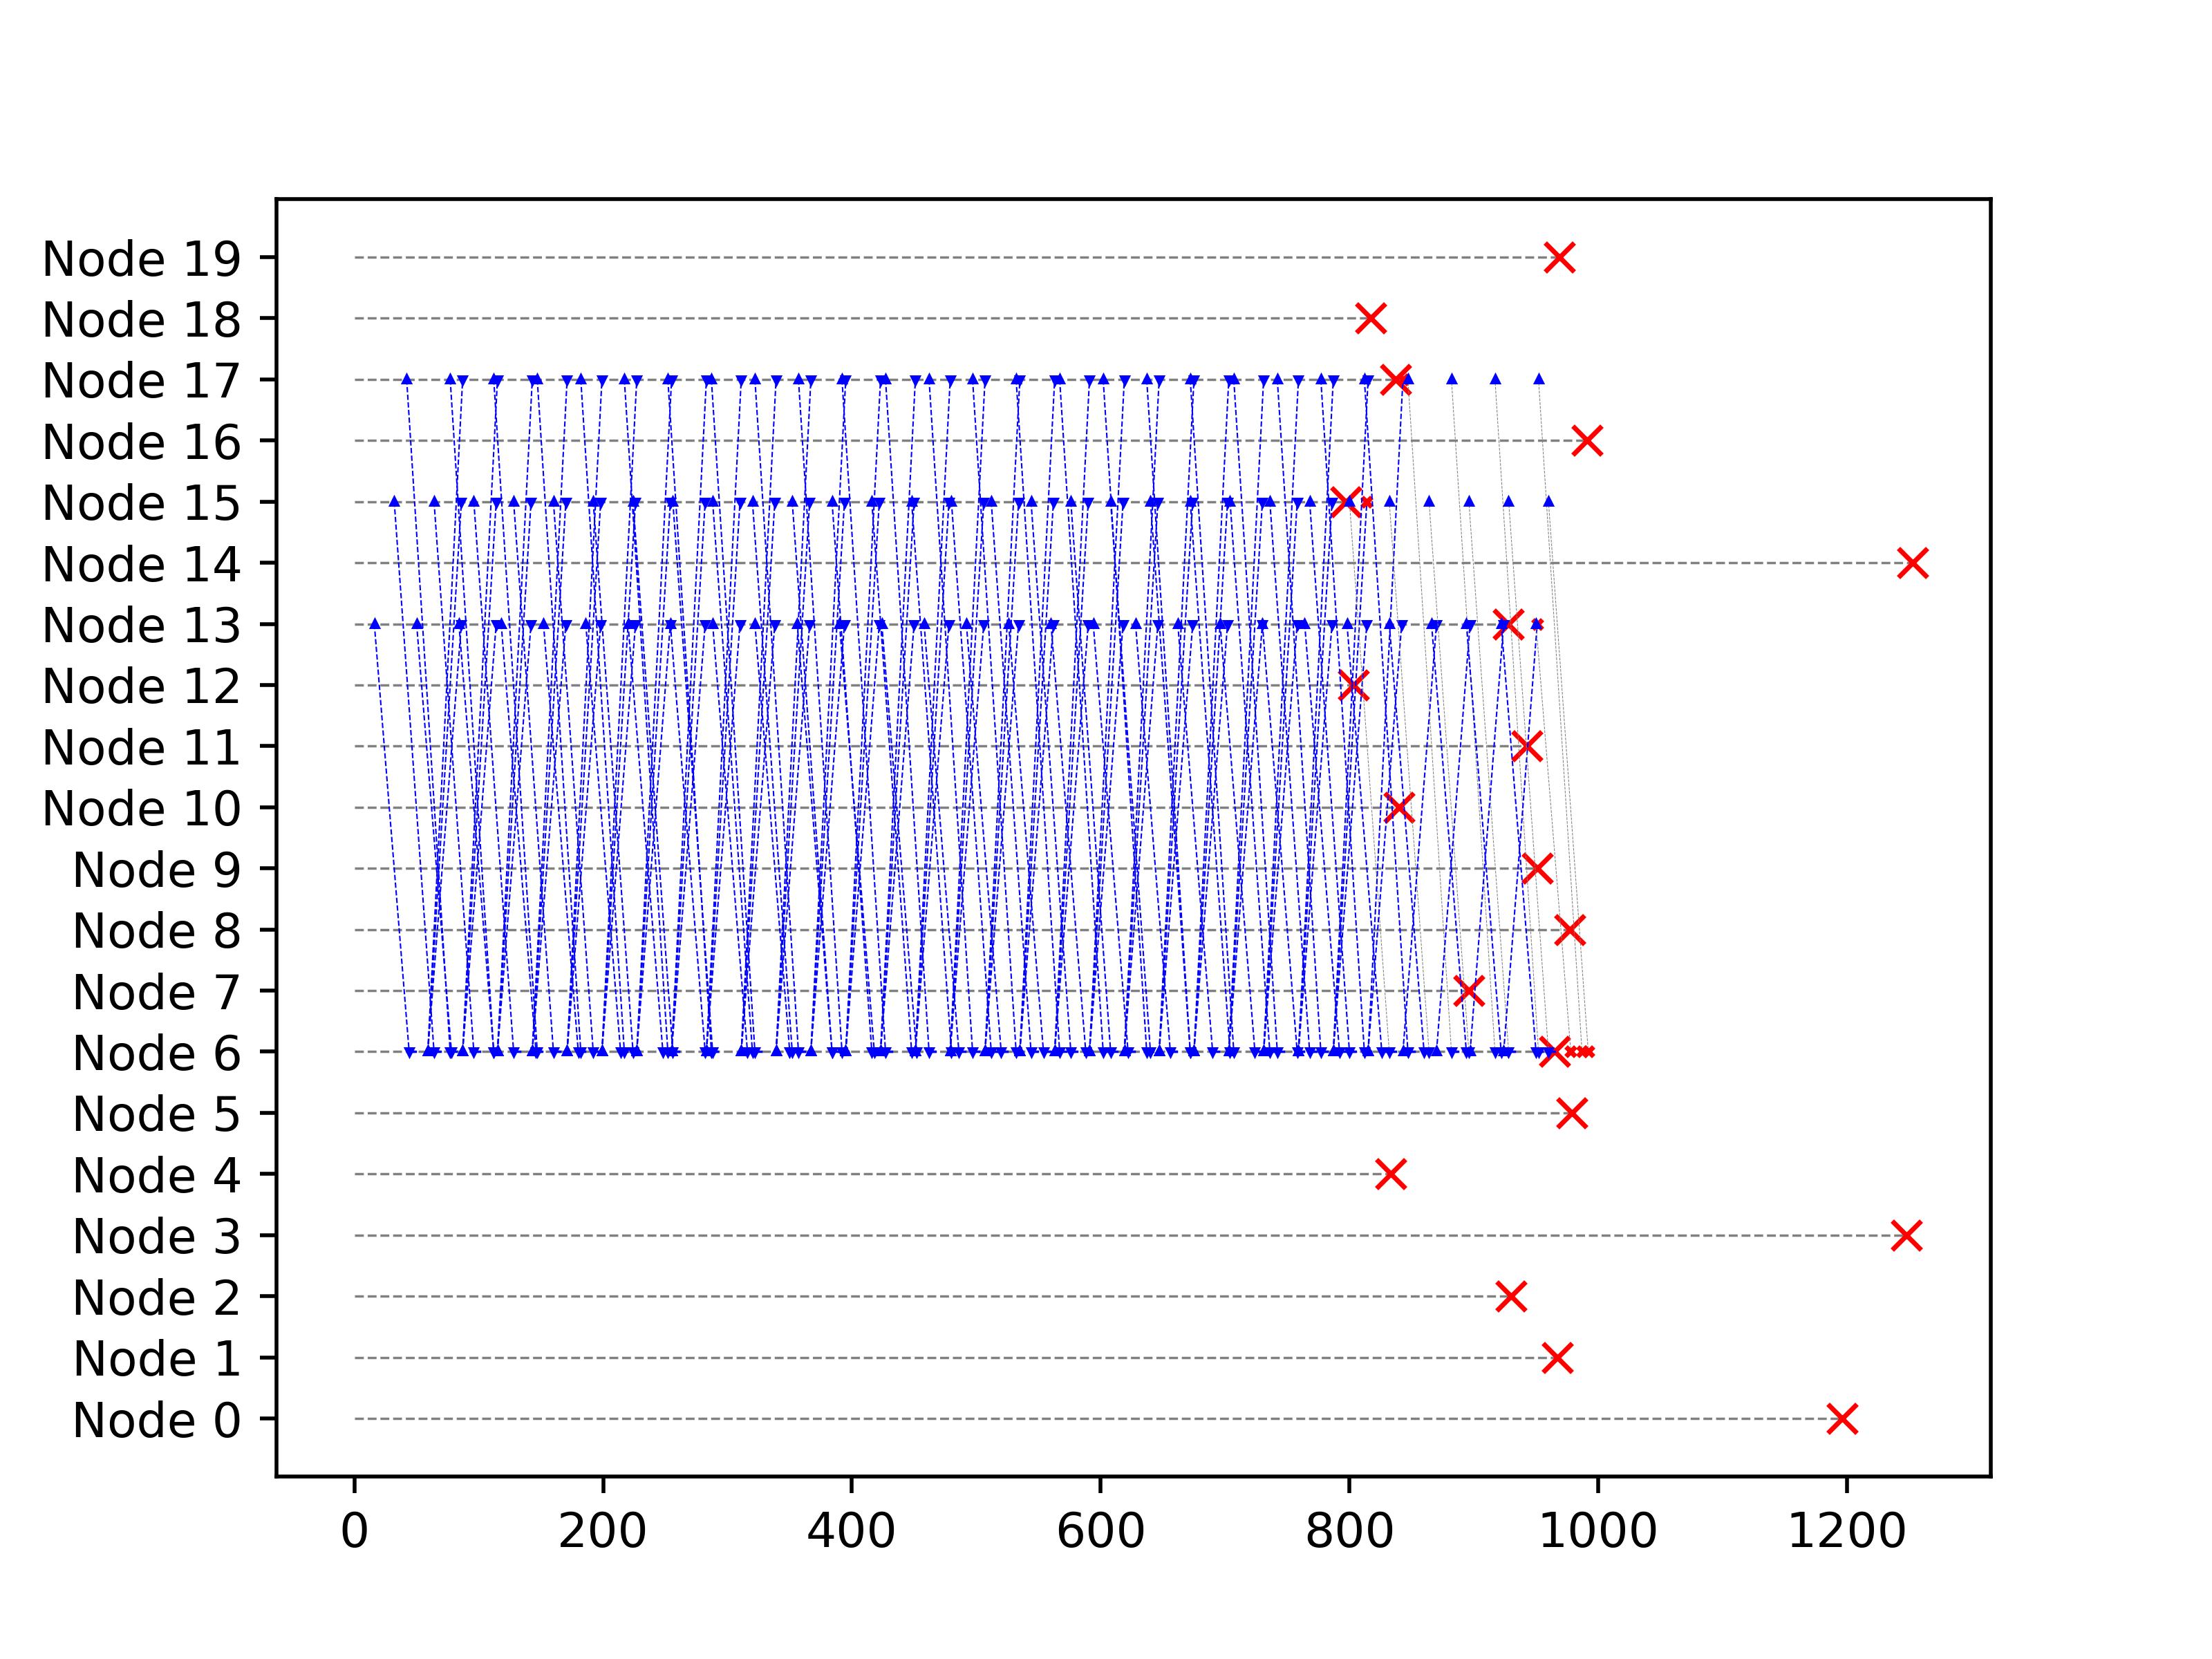 Node 19
Node 18
Node 17
Node 16
Node 15
Node 14
Node 13
Node 12
Node 11
Node 10
Node 9
Node 8
Node 7
Node 6
Node 5
Node 4
Node 3
Node 2
Node 1
Node 0
0 200 400 600 800 1000 1200